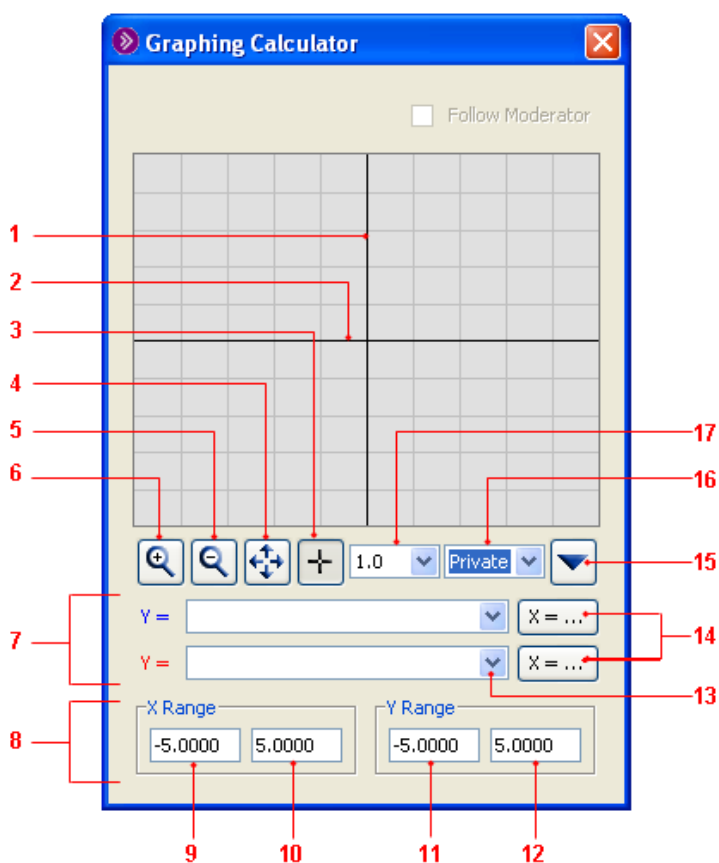 Graphing Calculator
Follow Moderator
1
2
3
4
5
6
17
16
1.0 Private
15
Y = X = ...
7
14
Y = X = ...
13
X Range Y Range
8
-5.0000 5.0000 -5.0000 5.0000
9 10 11 12